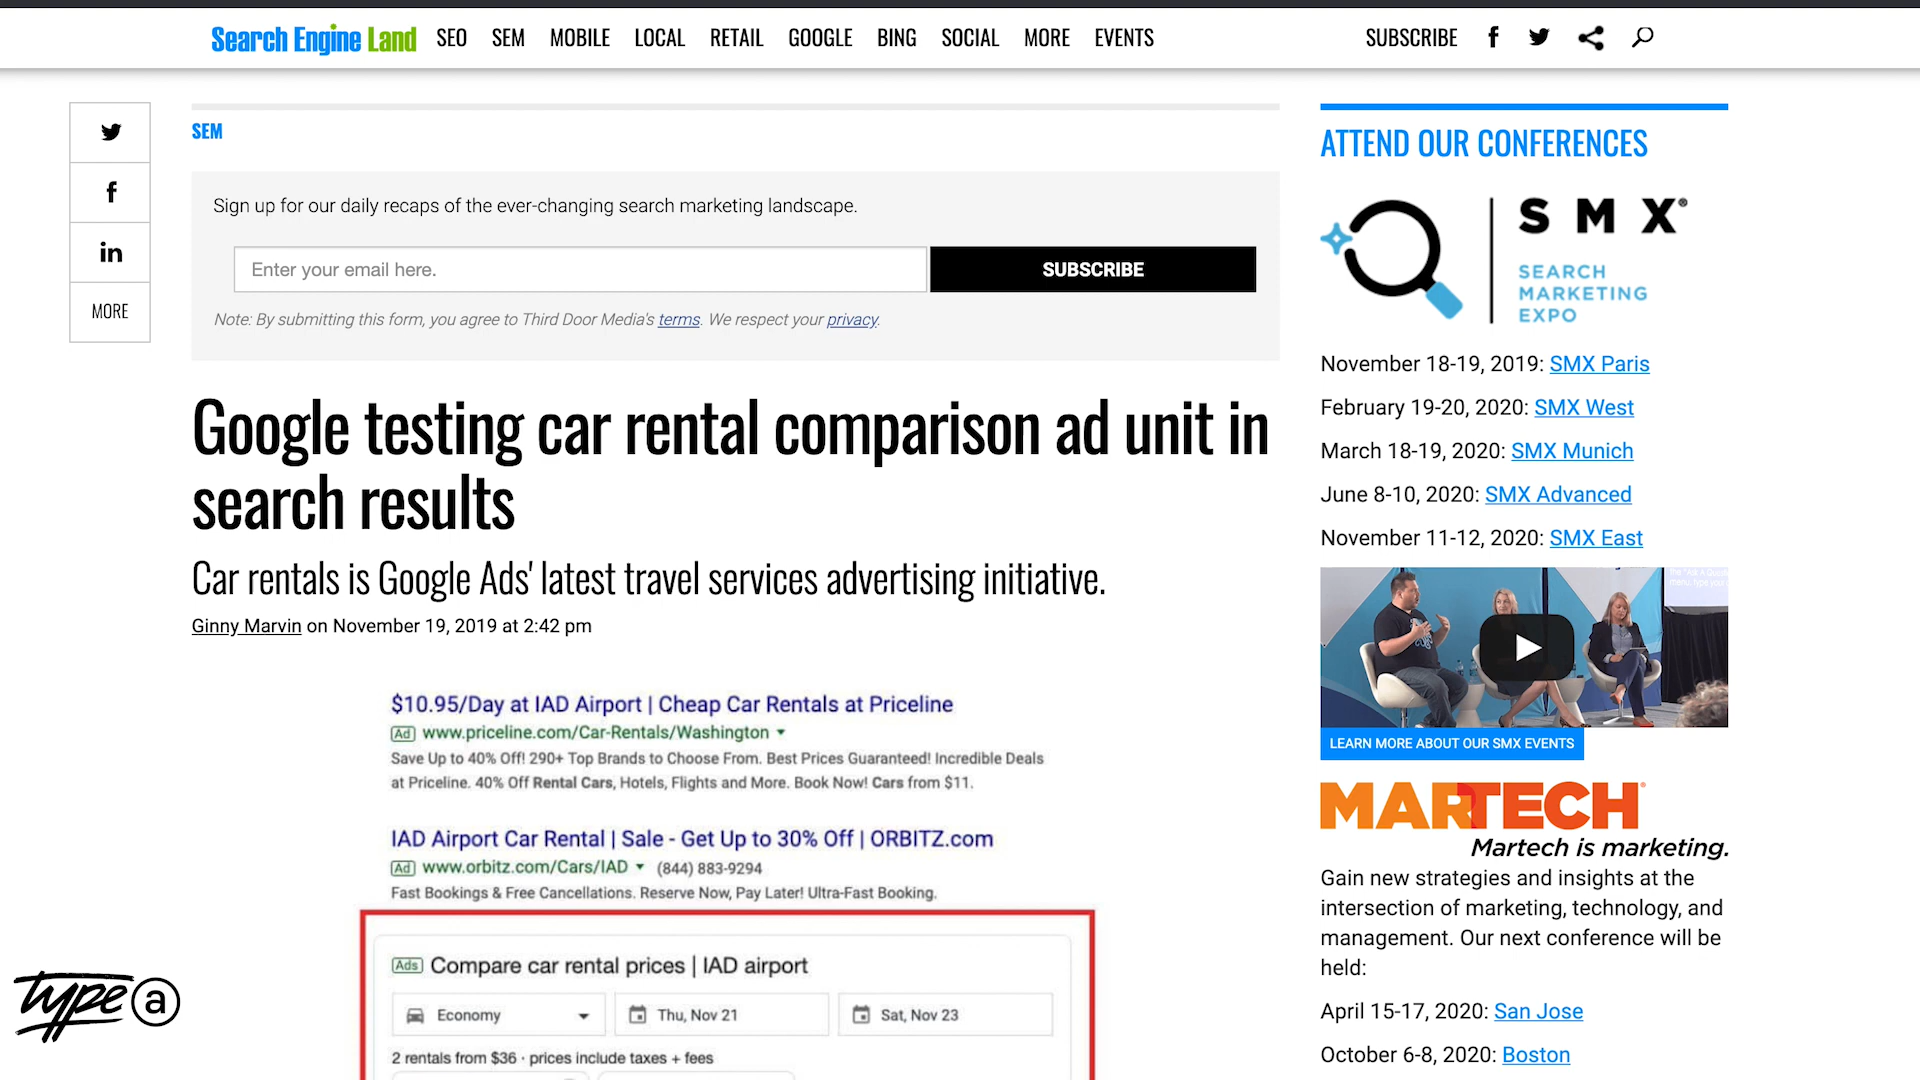 Search Engine Land SEO SEM MOBILE LOCAL RETAIL GOOGLE BING SOCIAL MORE EVENTS SUBSCRIBE
MORE
SEM
Sign up for our daily recaps of the ever-changing search marketing landscape.
Enter your email here. SUBSCRIBE
Note: By submitting this form, you agree to Third Door Media's terms. We respect your privacy.
Google testing car rental comparison ad unit in
search results
Car rentals is Google Ads' latest travel services advertising initiative.
Ginny Marvin on November 19, 2019 at 2:42 pm
$10.95/Day at IAD Airport | Cheap Car Rentals at Priceline
Ad www.priceline.com/Car-Rentals/Washington
Save Up to 40% Off! 290+ Top Brands to Choose From. Best Prices Guaranteed! Incredible Deals
at Priceline. 40% Off Rental Cars, Hotels, Flights and More. Book Now! Cars from $11.
IAD Airport Car Rental | Sale - Get Up to 30% Off | ORBITZ.com
Ad www.orbitz.com/Cars/IAD (844) 883-9294
Fast Bookings & Free Cancellations. Reserve Now, Pay Later! Ultra-Fast Booking.
Ads Compare car rental prices | IAD airport
Economy Thu, Nov 21 Sat, Nov 23
2 rentals from $36 · prices include taxes + fees
ATTEND OUR CONFERENCES
SMX®
SEARCH
MARKETING
EXPO
November 18-19, 2019: SMX Paris
February 19-20, 2020: SMX West
March 18-19, 2020: SMX Munich
June 8-10, 2020: SMX Advanced
November 11-12, 2020: SMX East
LEARN MORE ABOUT OUR SMX EVENTS
MARTECH®
Martech is marketing.
Gain new strategies and insights at the
intersection of marketing, technology, and
management. Our next conference will be
held:
April 15-17, 2020: San Jose
October 6-8, 2020: Boston
type a